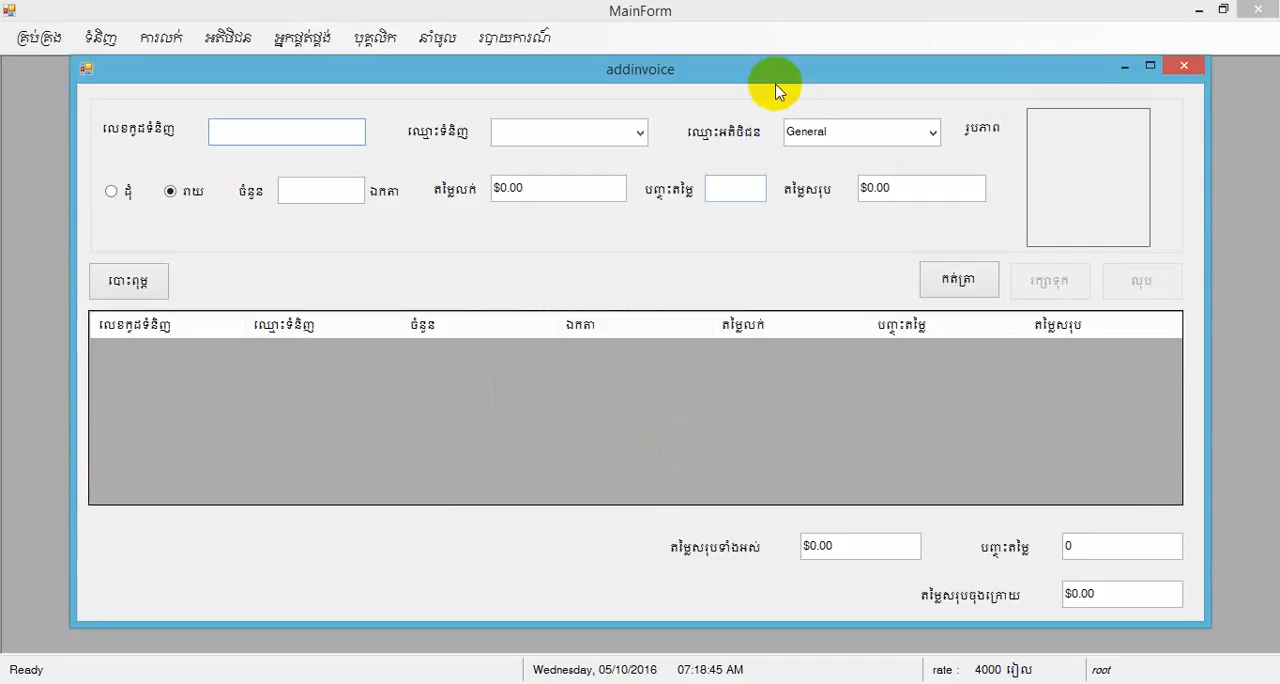 MainForm
គ្រប់គ្រង ទំនិញ ការលក់ អតិថិជន អ្នកផ្គត់ផ្គង់ បុគ្គលិក នាំចូល របាយការណ៍
addinvoice
លេខកូដទំនិញ ឈ្មោះទំនិញ ឈ្មោះអតិថិជន General រូបភាព
ដុំ រាយ ចំនួន ឯកតា តម្លៃលក់ $0.00 បញ្ចុះតម្លៃ តម្លៃសរុប $0.00
បោះពុម្ភ កត់ត្រា រក្សាទុក លុប
លេខកូដទំនិញ ឈ្មោះទំនិញ ចំនួន ឯកតា តម្លៃលក់ បញ្ចុះតម្លៃ តម្លៃសរុប
តម្លៃសរុបទាំងអស់ $0.00 បញ្ចុះតម្លៃ 0
តម្លៃសរុបចុងក្រោយ $0.00
Ready Wednesday, 05/10/2016 07:18:45 AM rate : 4000 រៀល root